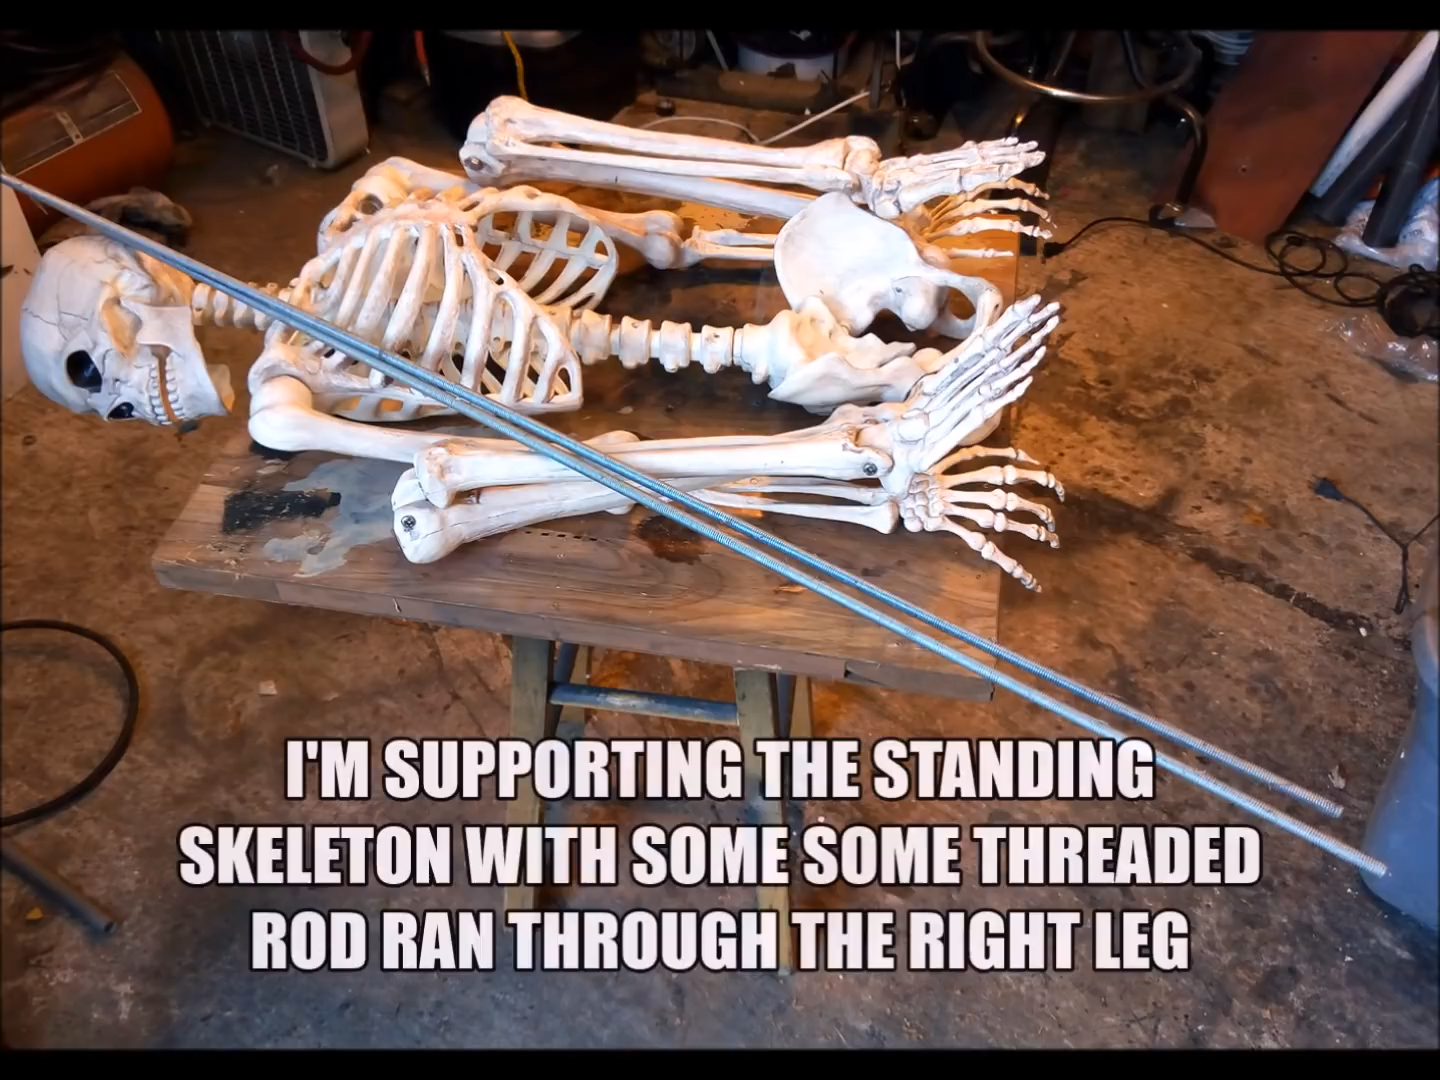 I'M SUPPORTING THE STANDING
SKELETON WITH SOME SOME THREADED
ROD RAN THROUGH THE RIGHT LEG